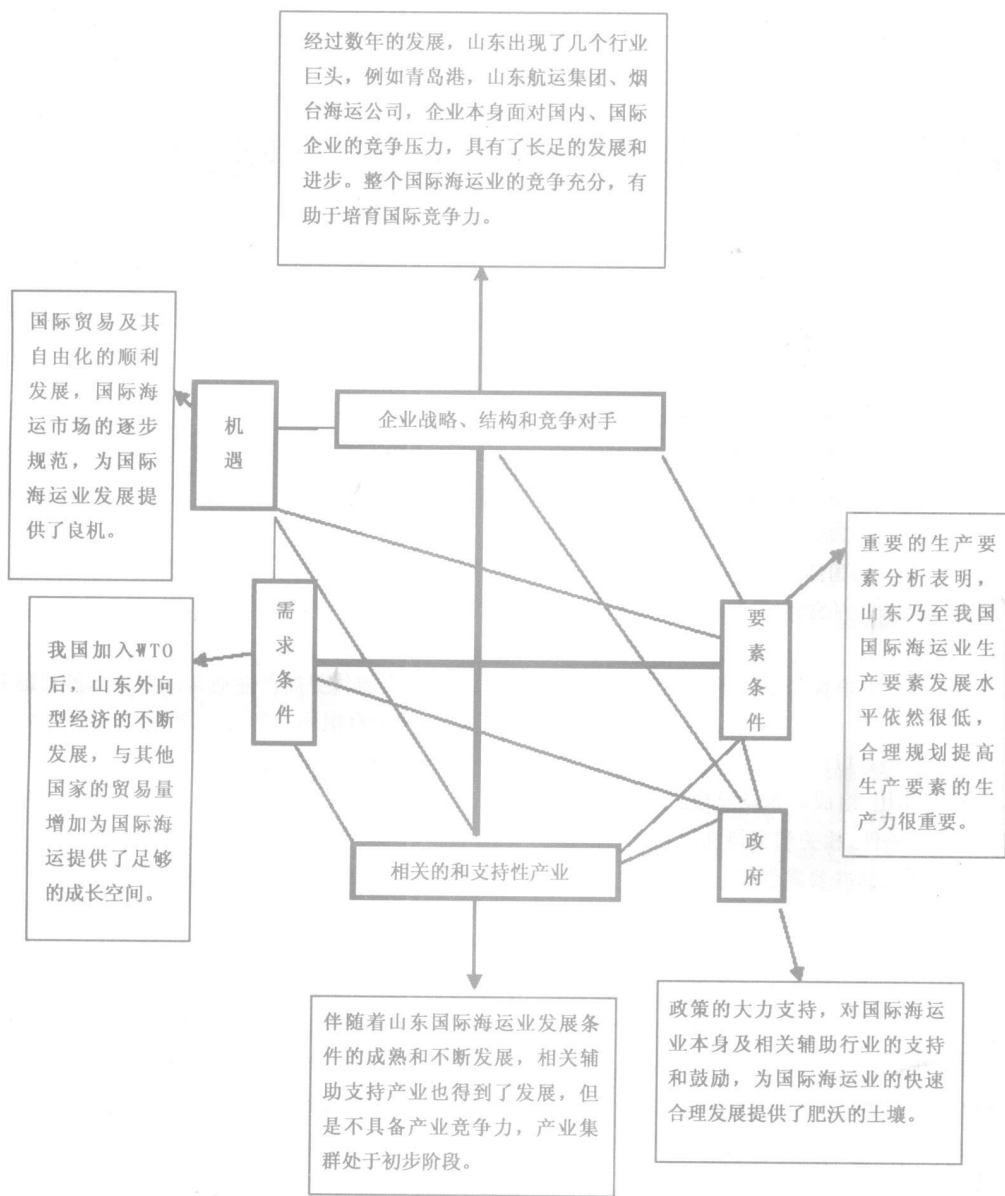 经过数年的发展，山东出现了几个行业
巨头，例如青岛港，山东航运集团、烟
台海运公司，企业本身面对国内、国际
企业的竞争压力，具有了长足的发展和
进步。整个国际海运业的竞争充分，有
助于培育国际竞争力。
国际贸易及其
自由化的顺利
发展，国际海
运市场的逐步
规范，为国际
海运业发展提
供了良机。
机
遇
企业战略、结构和竞争对手
重要的生产要
素分析表明，
山东乃至我国
国际海运业生
产要素发展水
平依然很低，
合理规划提高
生产要素的生
产力很重要。
需
求
条
件
要
素
条
件
我国加入WTO
后，山东外向
型经济的不断
发展，与其他
国家的贸易量
增加为国际海
运提供了足够
的成长空间。
相关的和支持性产业
政
府
伴随着山东国际海运业发展条
件的成熟和不断发展，相关辅
助支持产业也得到了发展，但
是不具备产业竞争力，产业集
群处于初步阶段。
政策的大力支持，对国际海运
业本身及相关辅助行业的支持
和鼓励，为国际海运业的快速
合理发展提供了肥沃的土壤。